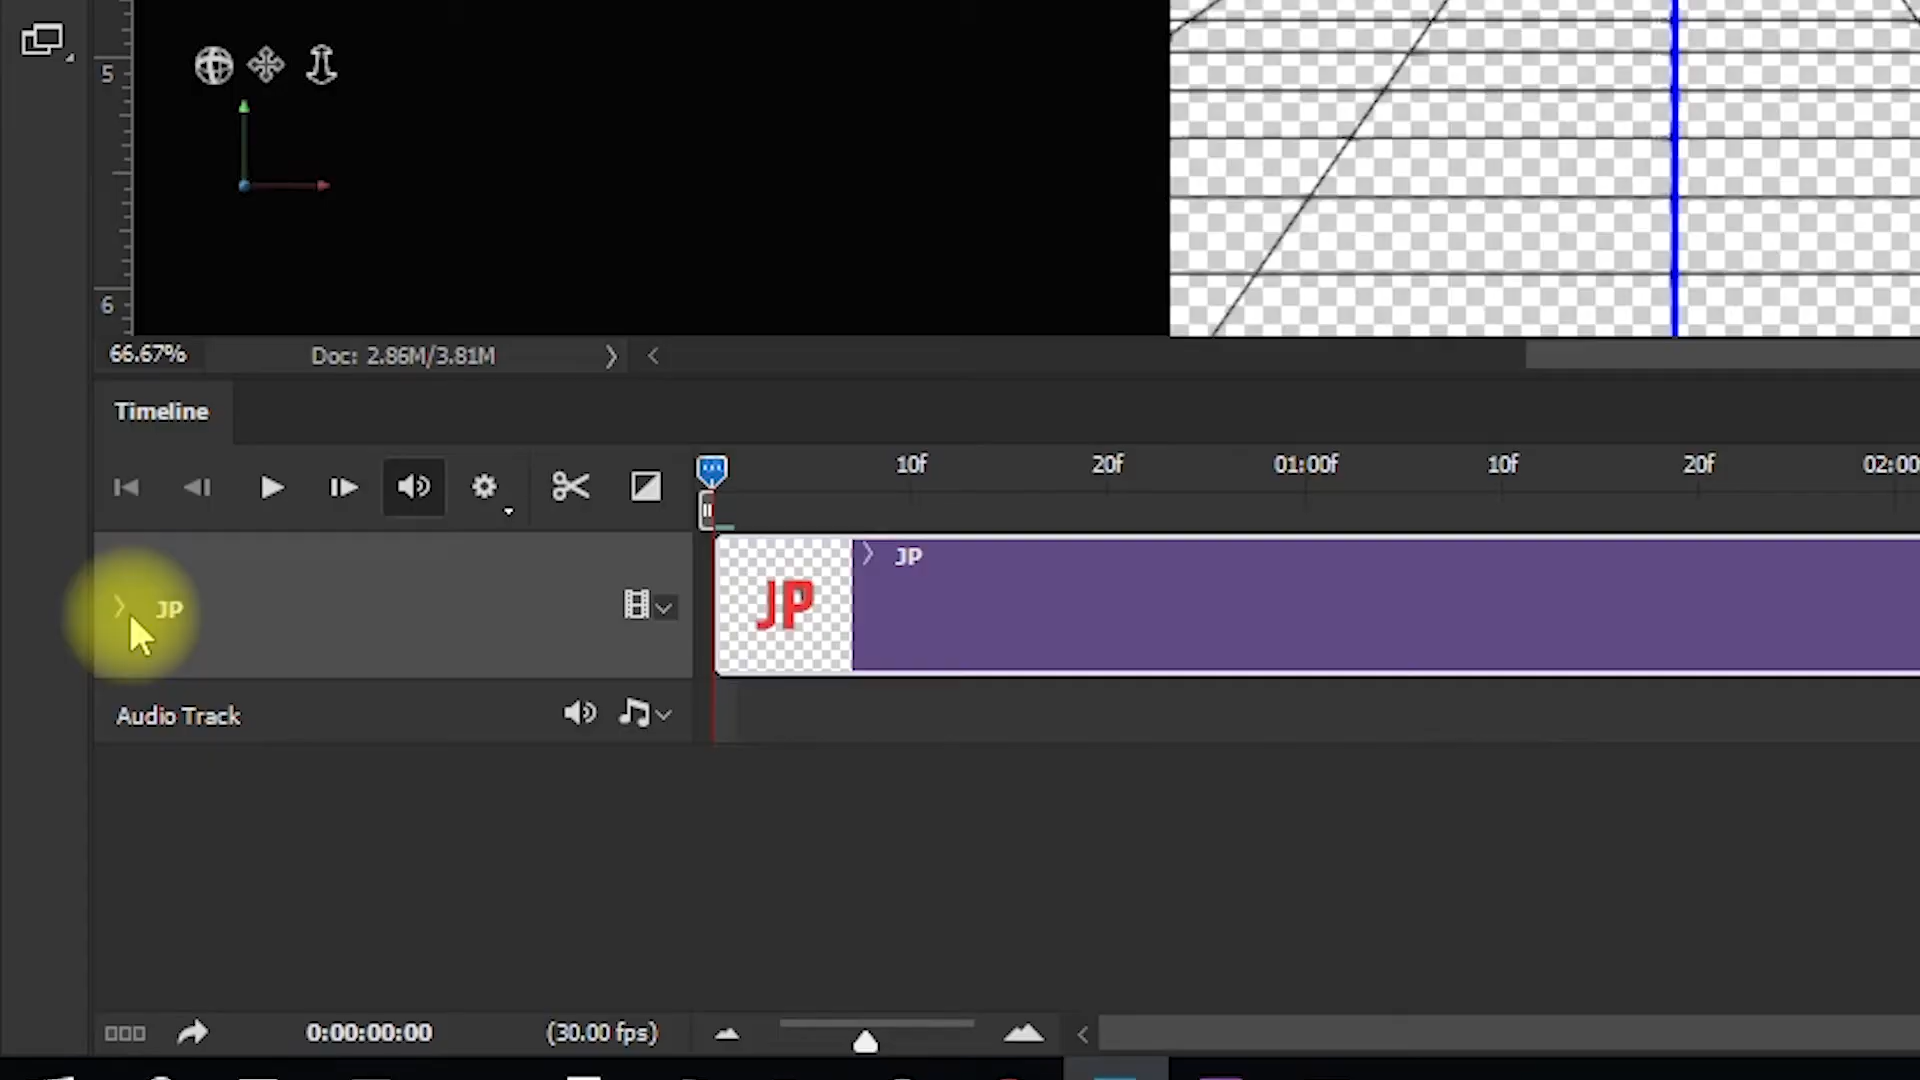 5
6
66.67%
Doc: 2.86M/3.81M
Timeline
10f
20f
01:00f
10f
20f
02:00
JP
JP
JP
Audio Track
0:00:00:00
(30.00 fps)